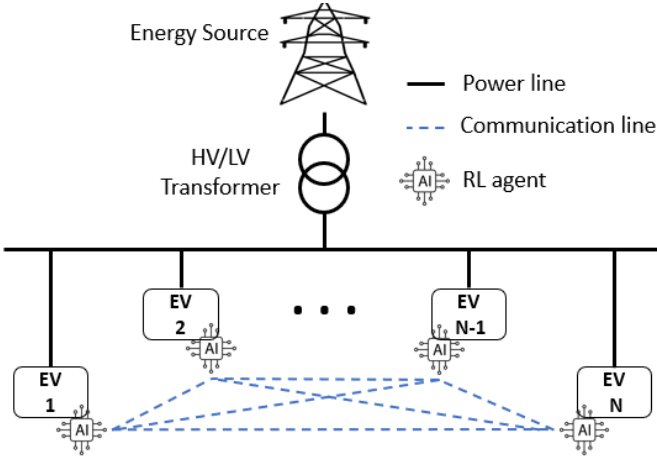 Energy Source
Power line
Communication line
HV/LV
Transformer
AI
RL agent
EV
2
AI
. . .
EV
N-1
AI
EV
1
AI
EV
N
AI